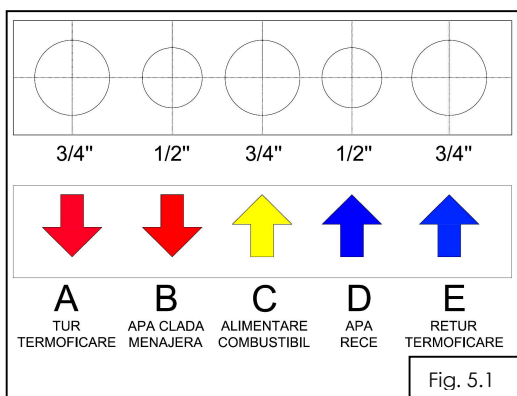 3/4" 1/2" 3/4" 1/2" 3/4"
A B C D E
TUR TERMOFICARE
APA CLADA MENAJERA
ALIMENTARE COMBUSTIBIL
APA RECE
RETUR TERMOFICARE
Fig. 5.1